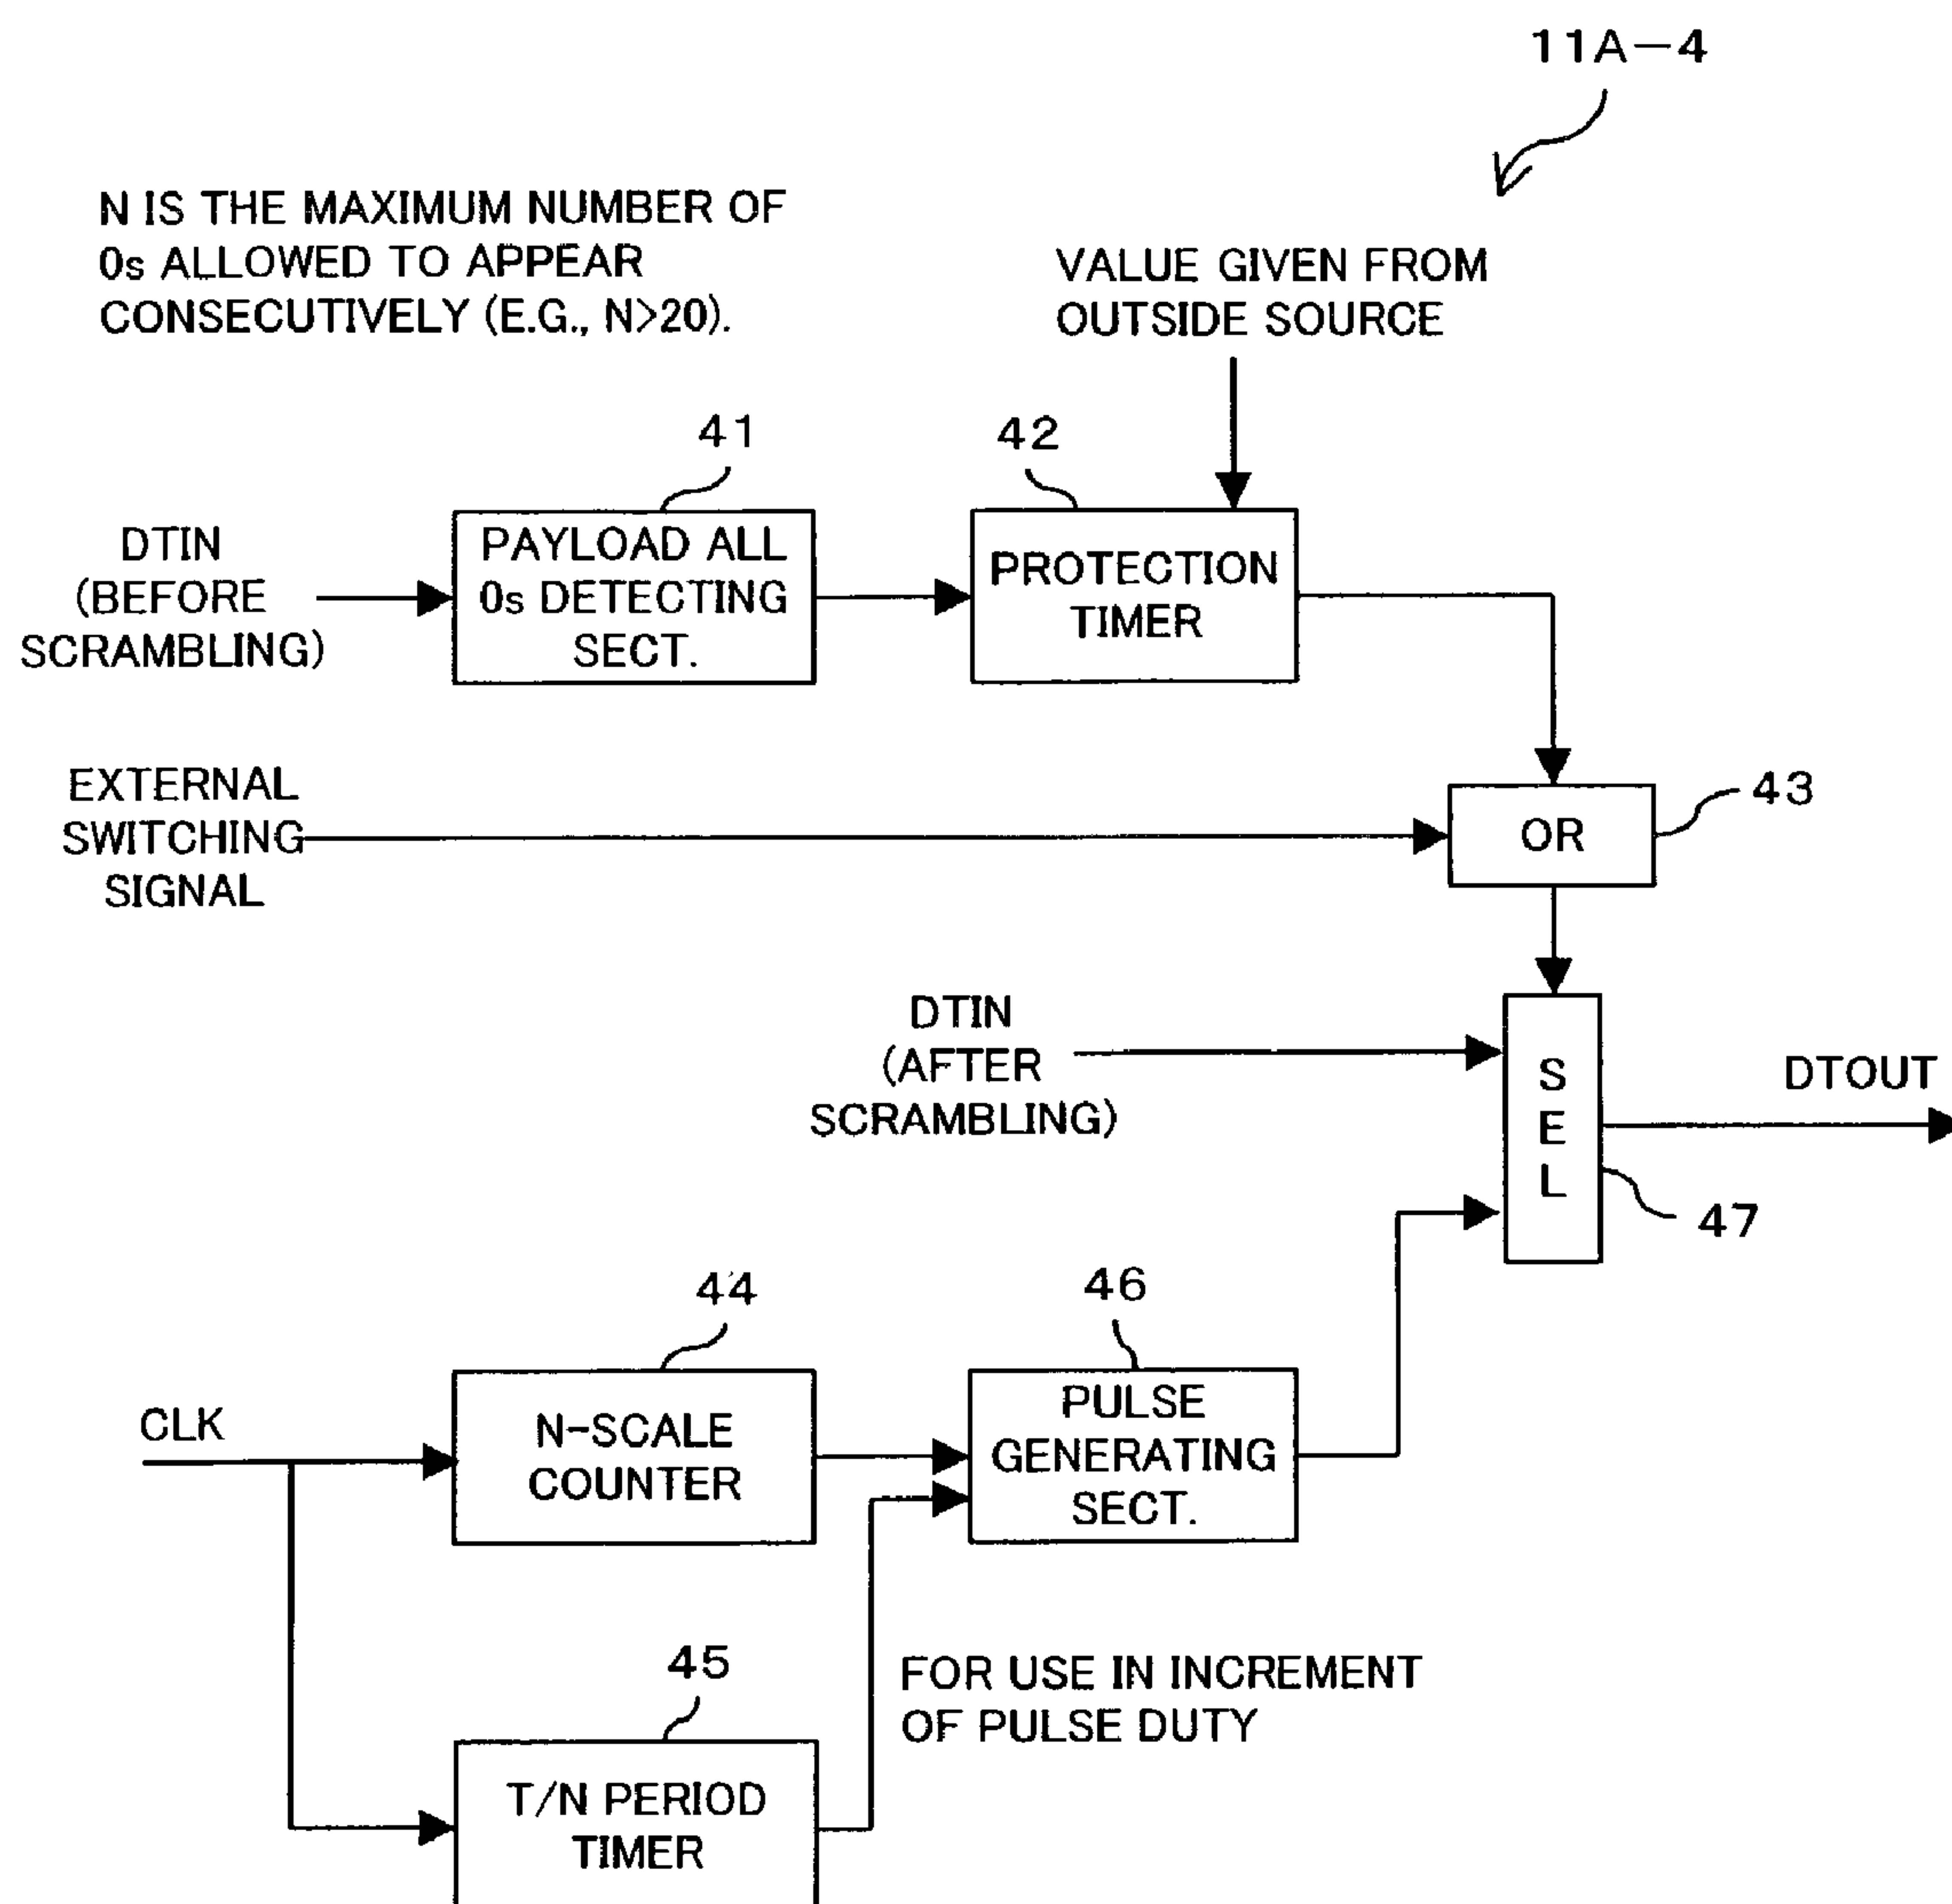 11A-4
N IS THE MAXIMUM NUMBER OF
0s ALLOWED TO APPEAR
CONSECUTIVELY (E.G., N>20).
VALUE GIVEN FROM
OUTSIDE SOURCE
41
42
DTIN
(BEFORE
SCRAMBLING)
PAYLOAD ALL
0s DETECTING
SECT.
PROTECTION
TIMER
EXTERNAL
SWITCHING
SIGNAL
OR
43
DTIN
(AFTER
SCRAMBLING)
S
E
L
DTOUT
47
44
46
CLK
N-SCALE
COUNTER
PULSE
GENERATING
SECT.
45
FOR USE IN INCREMENT
OF PULSE DUTY
T/N PERIOD
TIMER